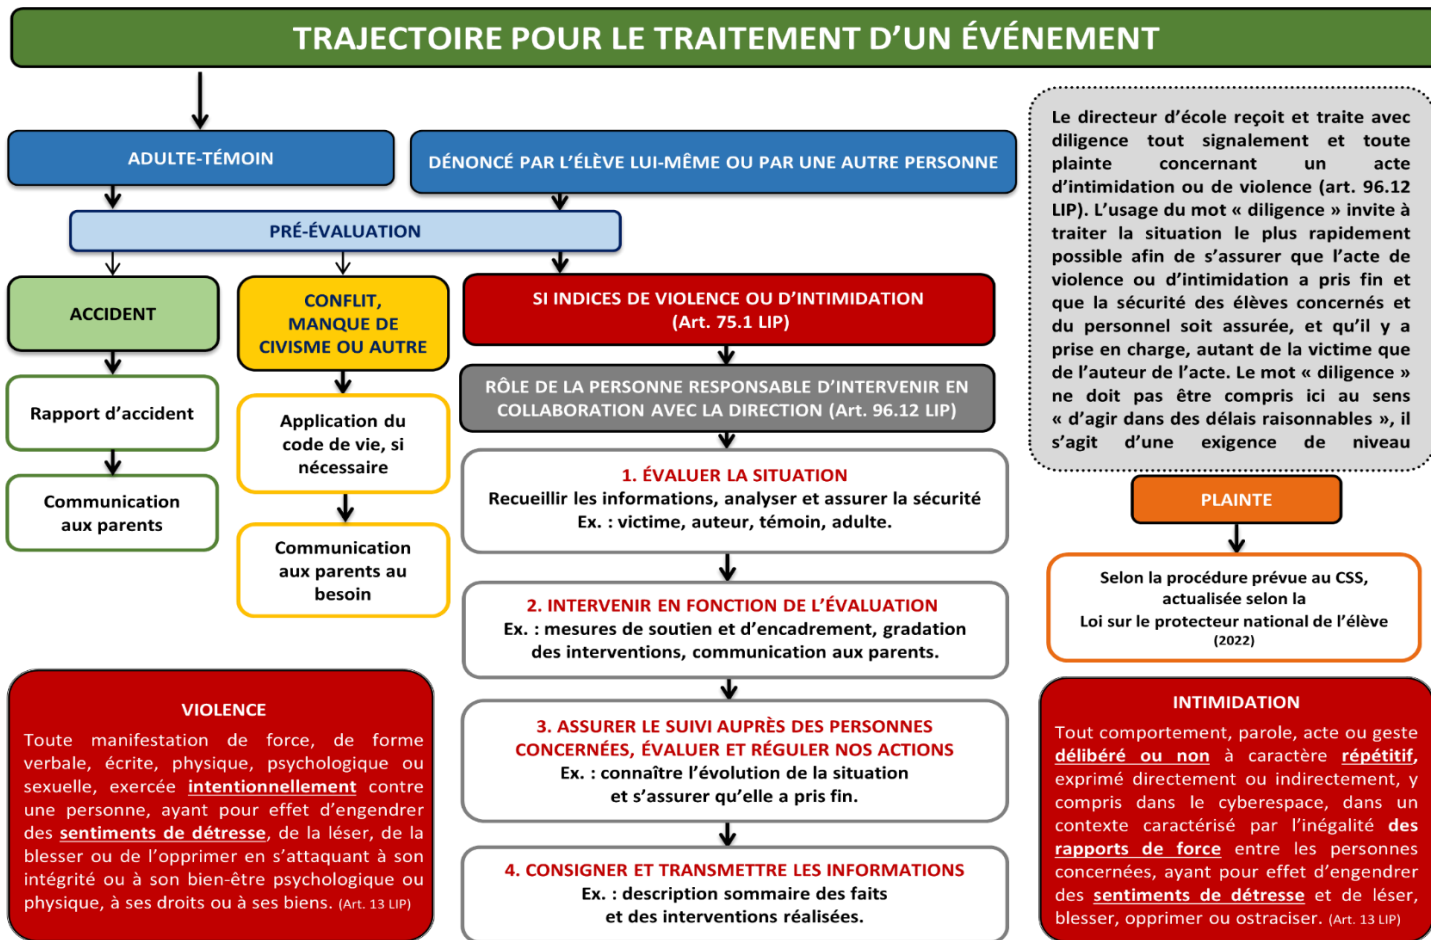 TRAJECTOIRE POUR LE TRAITEMENT D’UN ÉVÉNEMENT
ADULTE-TÉMOIN
DÉNONCÉ PAR L’ÉLÈVE LUI-MÊME OU PAR UNE AUTRE PERSONNE
PRÉ-ÉVALUATION
ACCIDENT
Rapport d’accident
Communication
aux parents
CONFLIT,
MANQUE DE
CIVISME OU AUTRE
Application du
code de vie, si
nécessaire
Communication
aux parents au
besoin
SI INDICES DE VIOLENCE OU D’INTIMIDATION
(Art. 75.1 LIP)
RÔLE DE LA PERSONNE RESPONSABLE D’INTERVENIR EN
COLLABORATION AVEC LA DIRECTION (Art. 96.12 LIP)
1. ÉVALUER LA SITUATION
Recueillir les informations, analyser et assurer la sécurité
Ex. : victime, auteur, témoin, adulte.
2. INTERVENIR EN FONCTION DE L’ÉVALUATION
Ex. : mesures de soutien et d’encadrement, gradation
des interventions, communication aux parents.
3. ASSURER LE SUIVI AUPRÈS DES PERSONNES
CONCERNÉES, ÉVALUER ET RÉGULER NOS ACTIONS
Ex. : connaître l’évolution de la situation
et s’assurer qu’elle a pris fin.
4. CONSIGNER ET TRANSMETTRE LES INFORMATIONS
Ex. : description sommaire des faits
et des interventions réalisées.
Le directeur d’école reçoit et traite avec
diligence tout signalement et toute
plainte concernant un acte
d’intimidation ou de violence (art. 96.12
LIP). L’usage du mot « diligence » invite à
traiter la situation le plus rapidement
possible afin de s’assurer que l’acte de
violence ou d’intimidation a pris fin et
que la sécurité des élèves concernés et
du personnel soit assurée, et qu’il y a
prise en charge, autant de la victime que
de l’auteur de l’acte. Le mot « diligence »
ne doit pas être compris ici au sens
« d’agir dans des délais raisonnables », il
s’agit d’une exigence de niveau
PLAINTE
Selon la procédure prévue au CSS,
actualisée selon la
Loi sur le protecteur national de l’élève
(2022)
VIOLENCE
Toute manifestation de force, de forme
verbale, écrite, physique, psychologique ou
sexuelle, exercée intentionnellement contre
une personne, ayant pour effet d’engendrer
des sentiments de détresse, de la léser, de la
blesser ou de l’opprimer en s’attaquant à son
intégrité ou à son bien-être psychologique ou
physique, à ses droits ou à ses biens. (Art. 13 LIP)
INTIMIDATION
Tout comportement, parole, acte ou geste
délibéré ou non à caractère répétitif,
exprimé directement ou indirectement, y
compris dans le cyberespace, dans un
contexte caractérisé par l’inégalité des
rapports de force entre les personnes
concernées, ayant pour effet d’engendrer
des sentiments de détresse et de léser,
blesser, opprimer ou ostraciser. (Art. 13 LIP)